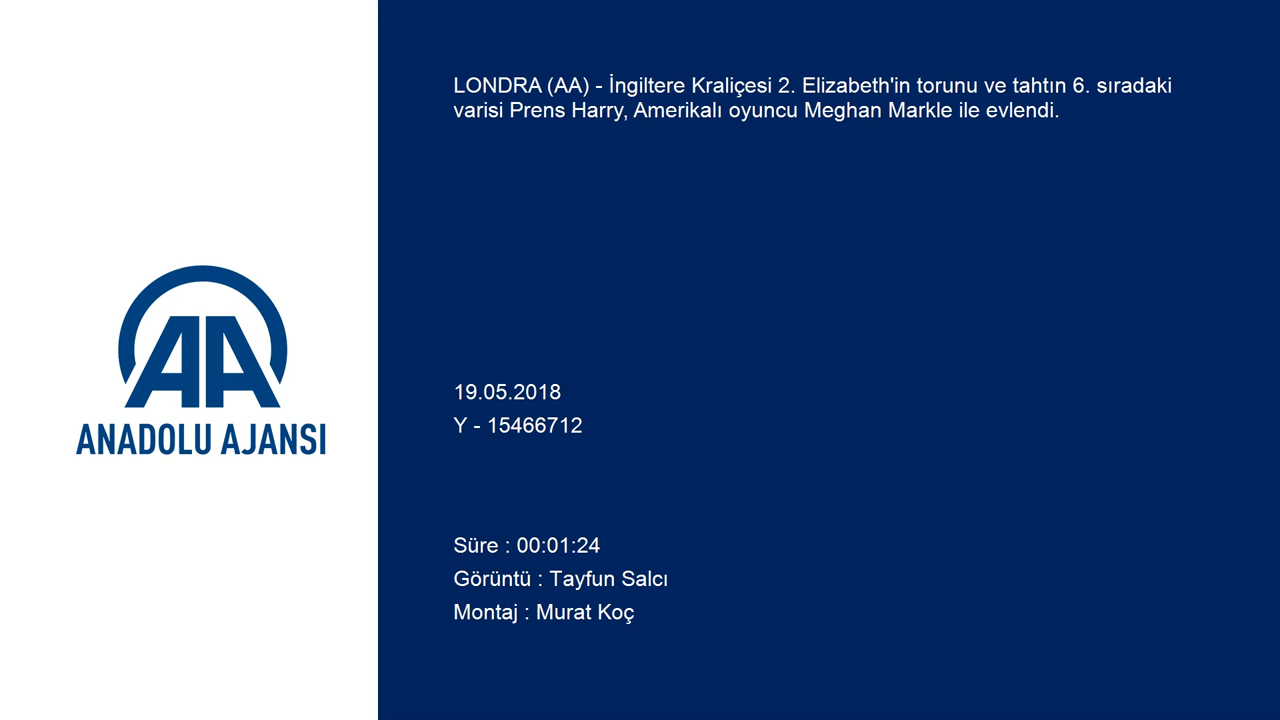 LONDRA (AA) - İngiltere Kraliçesi 2. Elizabeth'in torunu ve tahtın 6. sıradaki
varisi Prens Harry, Amerikalı oyuncu Meghan Markle ile evlendi.
AA
ANADOLU AJANSI
19.05.2018
Y - 15466712
Süre : 00:01:24
Görüntü : Tayfun Salcı
Montaj : Murat Koç